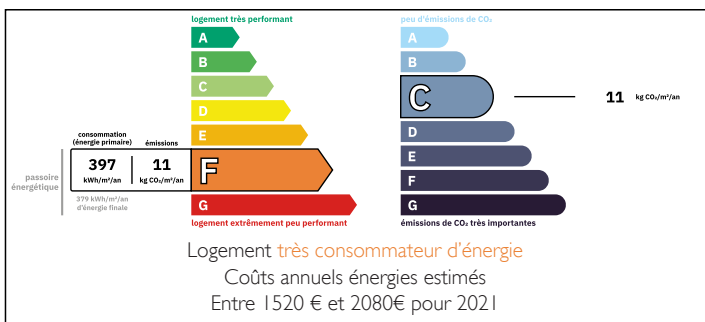 logement très performant
A
B
C
D
E
consommation
(énergie primaire)
émissions
397
11
kWh/m²/an
kg CO₂/m²/an
F
passoire
énergétique
379 kWh/m²/an
d'énergie finale
G
logement extrêmement peu performant
peu d'émissions de CO₂
A
B
C
11 kg CO₂/m²/an
D
E
F
G
émissions de CO₂ très importantes
Logement très consommateur d'énergie
Coûts annuels énergies estimés
Entre 1520 € et 2080€ pour 2021